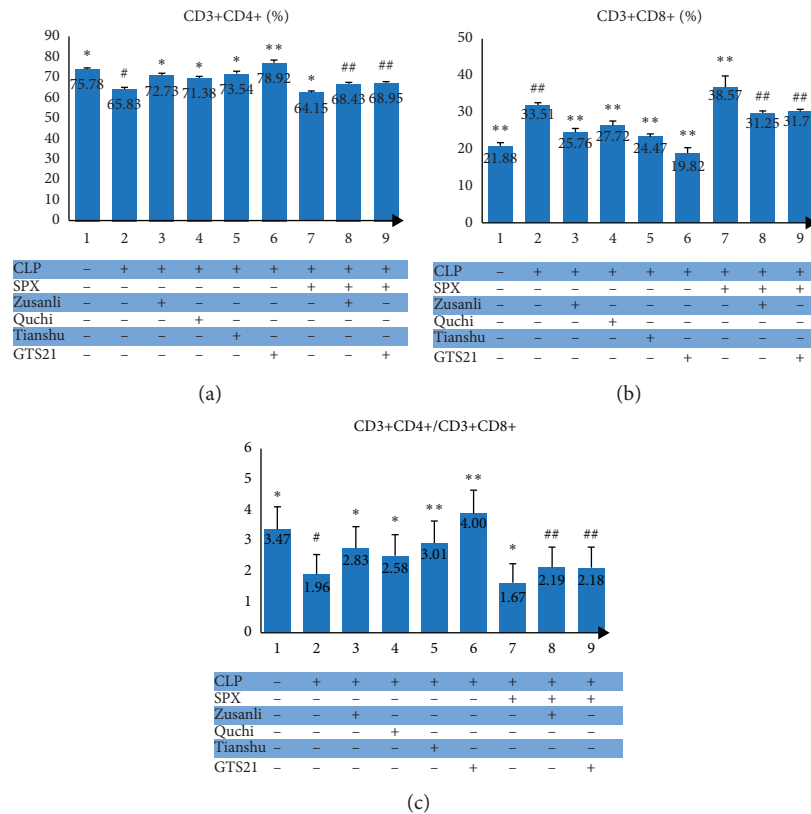 CD3+CD4+ (%)
90
80
70
60
50
40
30
20
10
0
* # * * * ** * ## ##
75.78 65.83 72.73 71.38 73.54 78.92 64.15 68.43 68.95
1 2 3 4 5 6 7 8 9
CLP – + + + + + + + +
SPX – – – – – – + + +
Zusanli – – + – – – – + –
Quchi – – – + – – – – –
Tianshu – – – – + – – – –
GTS21 – – – – – + – – +
(a)
CD3+CD8+ (%)
50
40
30
20
10
0
** ## ** ** ** ** ** ## ##
21.88 33.51 25.76 27.72 24.47 19.82 38.57 31.25 31.7
1 2 3 4 5 6 7 8 9
CLP – + + + + + + + +
SPX – – – – – – + + +
Zusanli – – + – – – – + –
Quchi – – – + – – – – –
Tianshu – – – – + – – – –
GTS21 – – – – – + – – +
(b)
CD3+CD4+/CD3+CD8+
6
5
4
3
2
1
0
* # * * ** ** * ## ##
3.47 1.96 2.83 2.58 3.01 4.00 1.67 2.19 2.18
1 2 3 4 5 6 7 8 9
CLP – + + + + + + + +
SPX – – – – – – + + +
Zusanli – – + – – – – + –
Quchi – – – + – – – – –
Tianshu – – – – + – – – –
GTS21 – – – – – + – – +
(c)